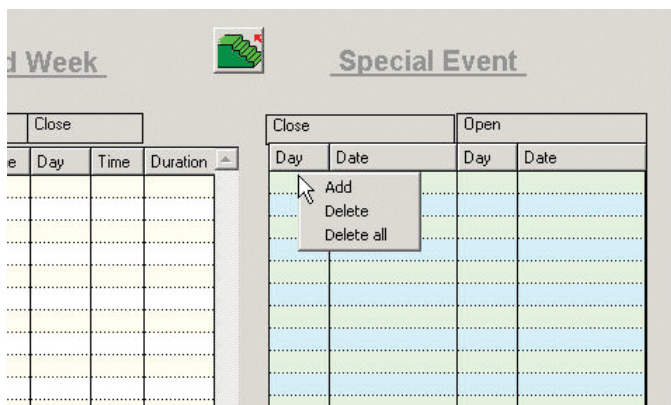 d Week
Special Event
Close
Close
Open
e
Day
Time
Duration
Day
Date
Day
Date
Add
Delete
Delete all